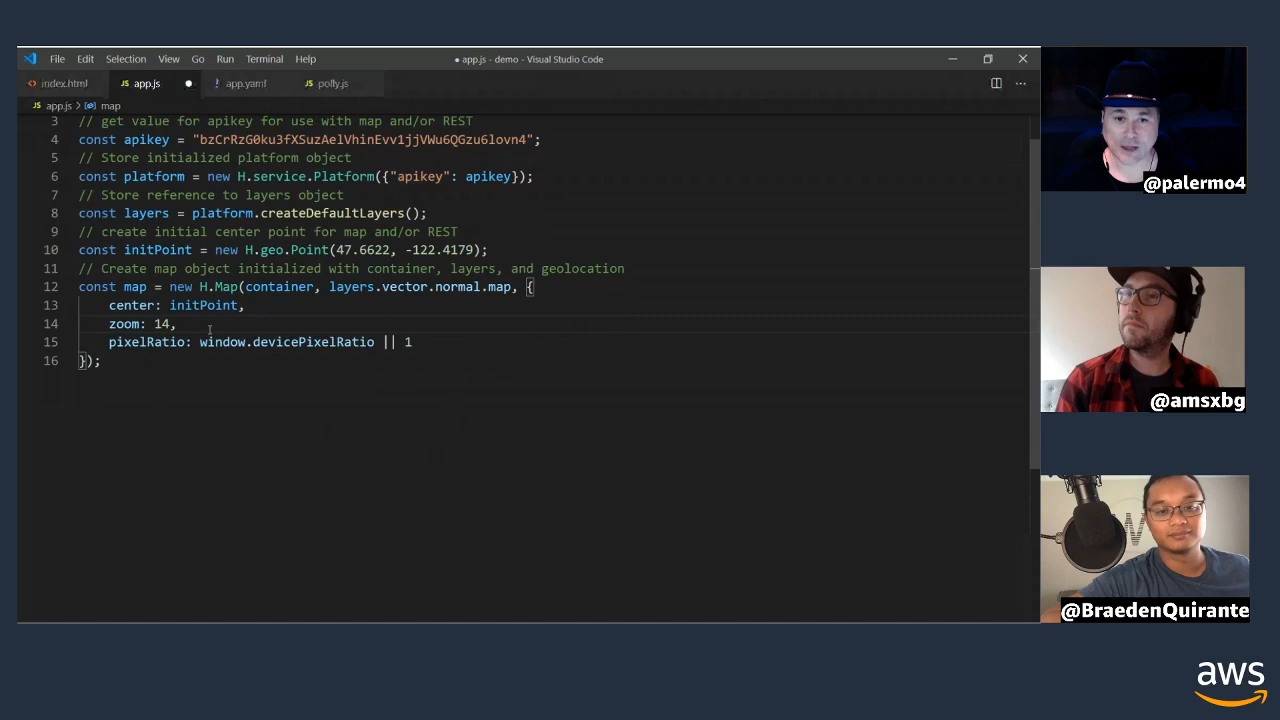 File Edit Selection View Go Run Terminal Help
● app.js - demo - Visual Studio Code
<> index.html JS app.js ● ! app.yamf JS polly.js ...
JS app.js > map
3 // get value for apikey for use with map and/or REST
4 const apikey = "bzCrRzG0ku3fXSuzAelVhinEvv1jjVWu6QGzu6lovn4";
5 // Store initialized platform object
6 const platform = new H.service.Platform({"apikey": apikey});
7 // Store reference to layers object
8 const layers = platform.createDefaultLayers();
9 // create initial center point for map and/or REST
10 const initPoint = new H.geo.Point(47.6622, -122.4179);
11 // Create map object initialized with container, layers, and geolocation
12 const map = new H.Map(container, layers.vector.normal.map, {
13 center: initPoint,
14 zoom: 14,
15 pixelRatio: window.devicePixelRatio || 1
16 });
@palermo4
@amsxbg
@BraedenQuirante
aws